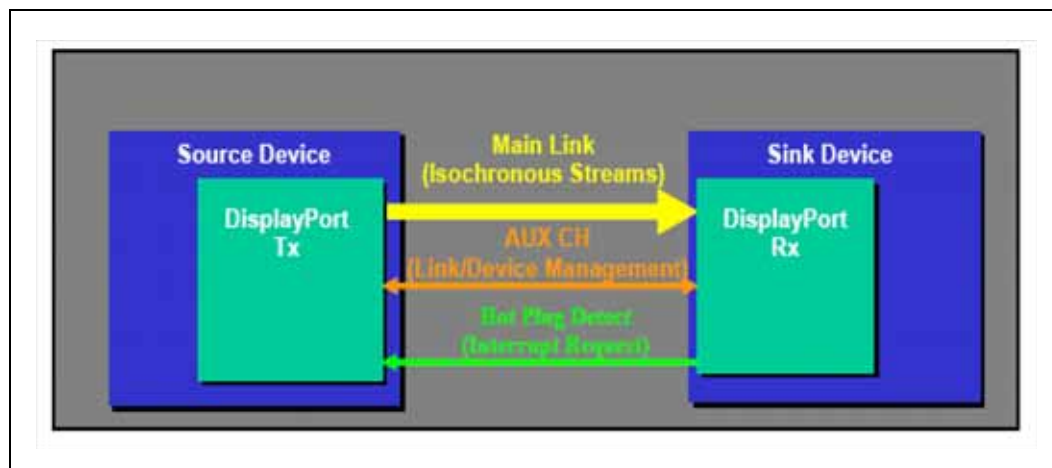 Source Device
DisplayPort
Tx
Main Link
(Isochronous Streams)
AUX CH
(Link/Device Management)
Hot Plug Detect
(Interrupt Request)
Sink Device
DisplayPort
Rx